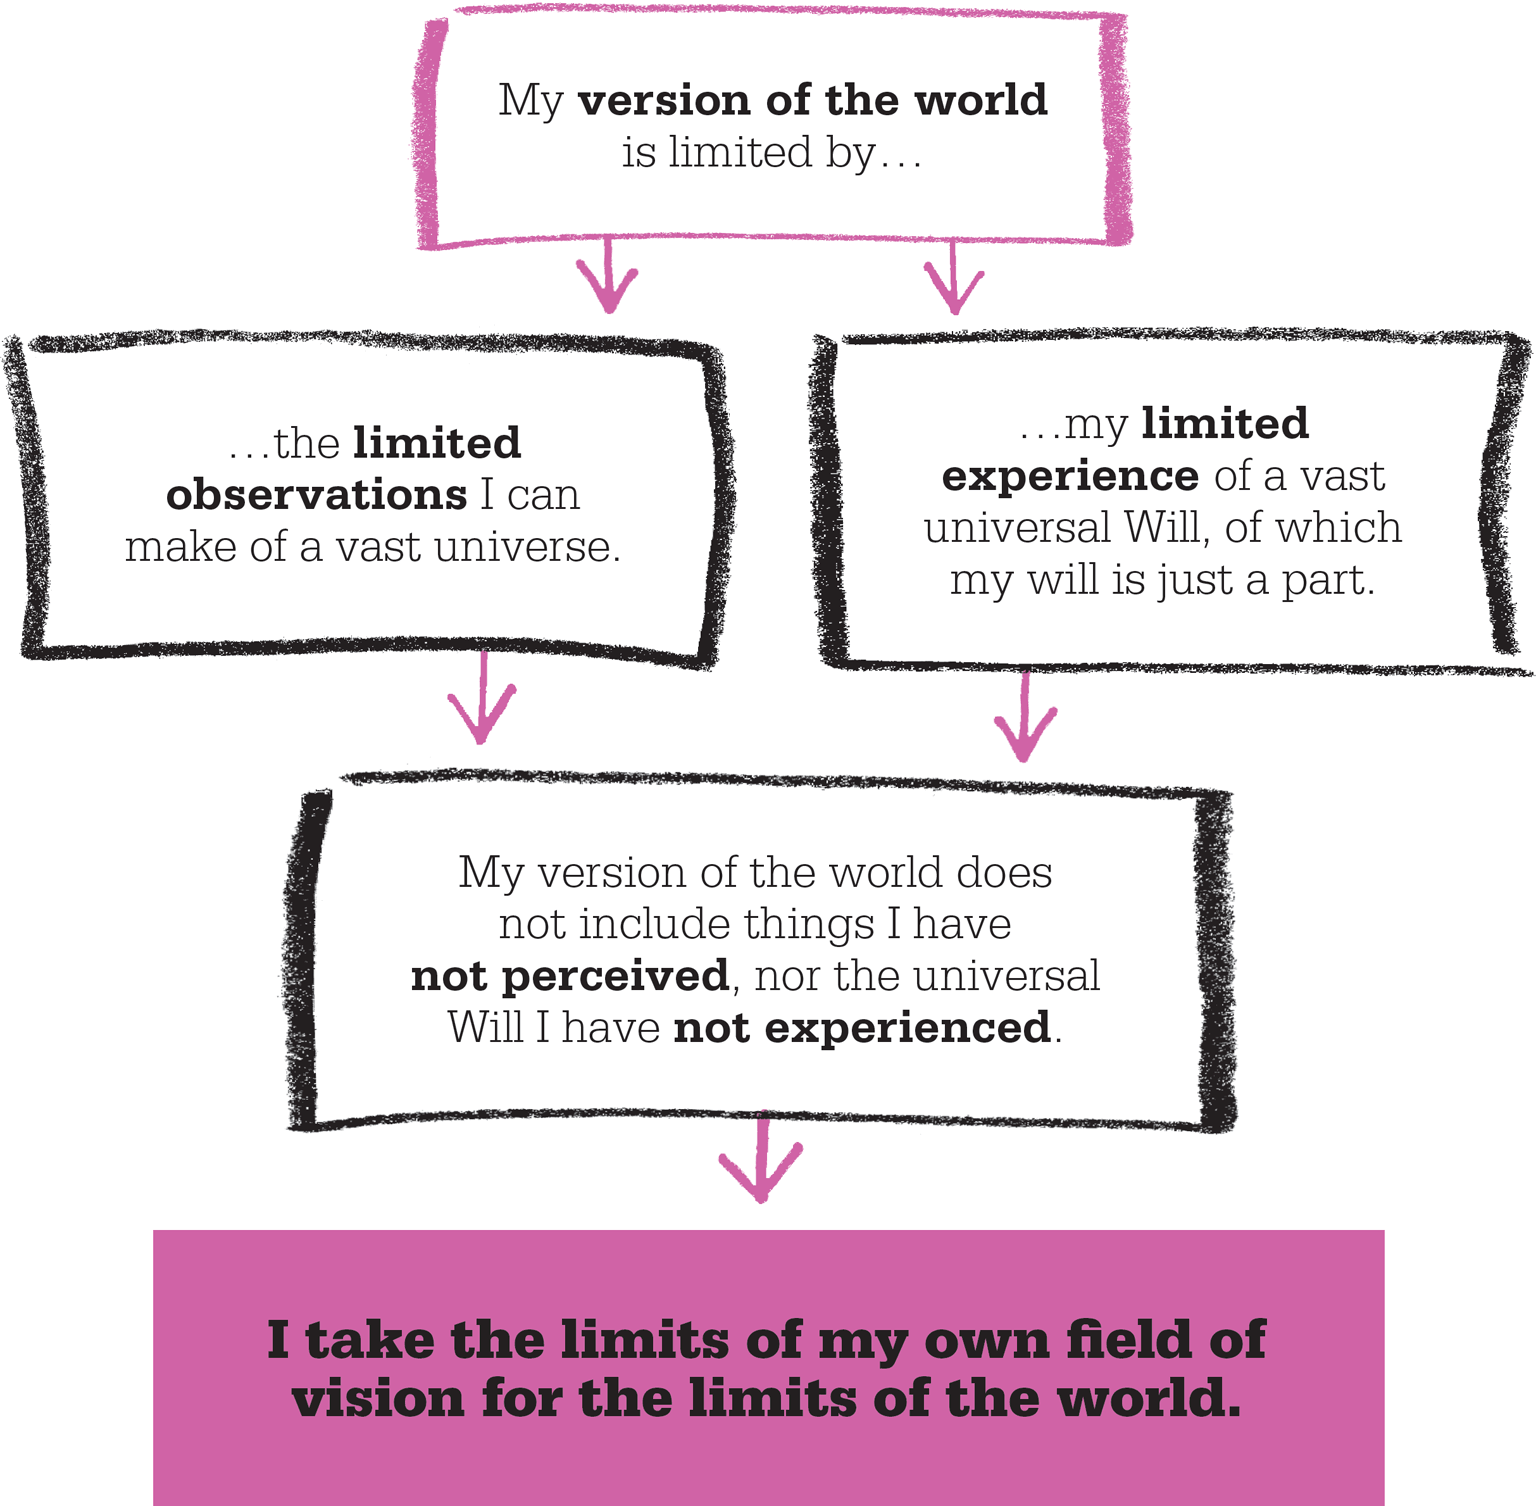 My version of the world
is limited by…
…the limited
observations I can
make of a vast universe.
…my limited
experience of a vast
universal Will, of which
my will is just a part.
My version of the world does
not include things I have
not perceived, nor the universal
Will I have not experienced.
I take the limits of my own field of
vision for the limits of the world.